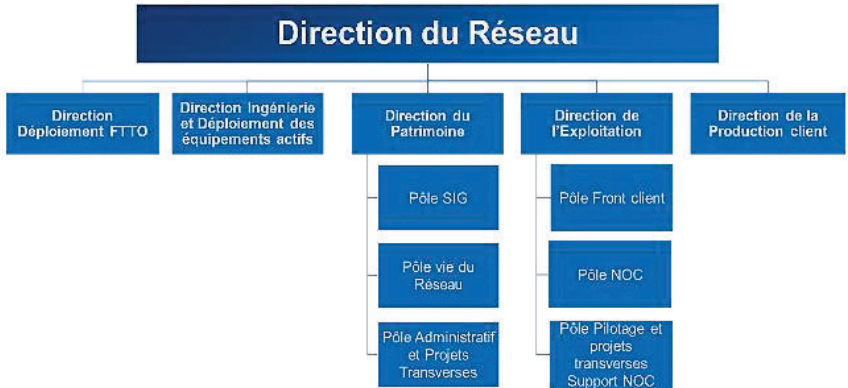 Direction du Réseau
Direction
Déploiement FTTO
Direction Ingénierie
et Déploiement des
équipements actifs
Direction du
Patrimoine
Direction de
l'Exploitation
Direction de la
Production client
Pôle SIG
Pôle vie du
Réseau
Pôle Administratif
et Projets
Transverses
Pôle Front client
Pôle NOC
Pôle Pilotage et
projets
transverses
Support NOC